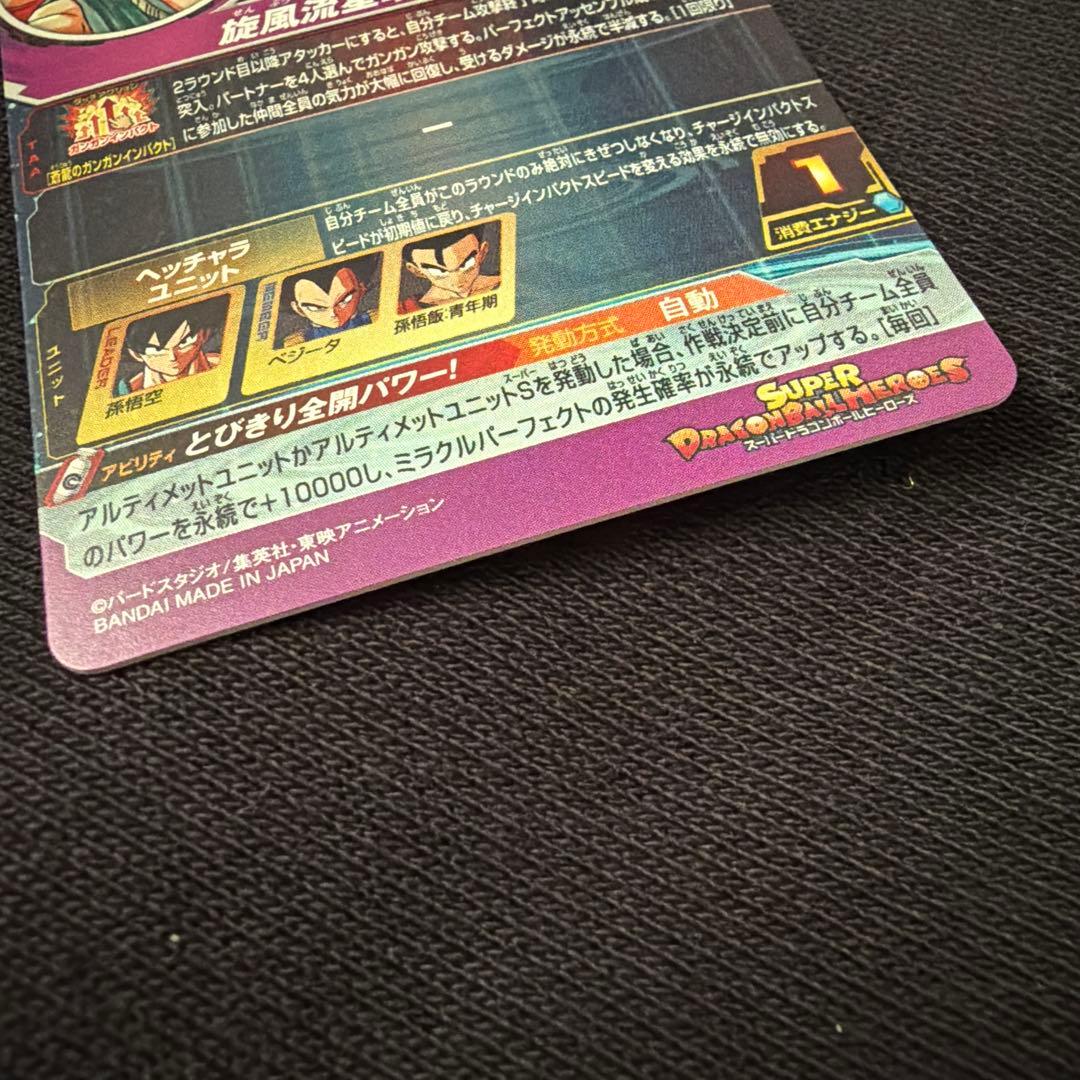 旋風流星
2ラウンド目以降アタッカーにすると、自分チーム攻撃終了
突入。パートナーを4人選んでガンガン攻撃する。パーフェクトアッセンブル
に参加した仲間全員の気力が大幅に回復し、受けるダメージが永続で半減する。[1回限り]
TAA
ガンガンインパクト
[蒼龍のガンガンインパクト]
ー
自分チーム全員がこのラウンドのみ絶対にきぜつしなくなり、チャージインパクトス
ピードが初期値に戻り、チャージインパクトスピードを変える効果を永続で無効にする。
1
消費エナジー
ユニット
ヘッチャラ
ユニット
LEADER
孫悟空
MEMBER
ベジータ
孫悟飯:青年期
C
アビリティ とびきり全開パワー! 発動方式 自動
アルティメットユニットかアルティメットユニットSを発動した場合、作戦決定前に自分チーム全員
のパワーを永続で+10000し、ミラクルパーフェクトの発生確率が永続でアップする。[毎回]
SUPER
DRAGONBALL HEROES
スーパードラゴンボールヒーローズ
©バードスタジオ/集英社・東映アニメーション
BANDAI MADE IN JAPAN